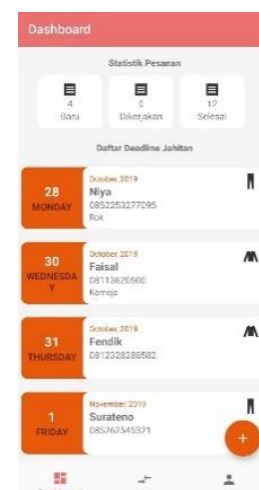 Dashboard
Statistik Pesanan
4
Baru
0
Dikerjakan
12
Selesai
Daftar Deadline Jahitan
28
MONDAY
October, 2019
Niya
0852253277095
Rok
30
WEDNESDA
Y
October, 2019
Faisal
08113620500
Kemeja
31
THURSDAY
October, 2019
Fendik
0812328288582
1
FRIDAY
November, 2019
Surateno
085262545321
+